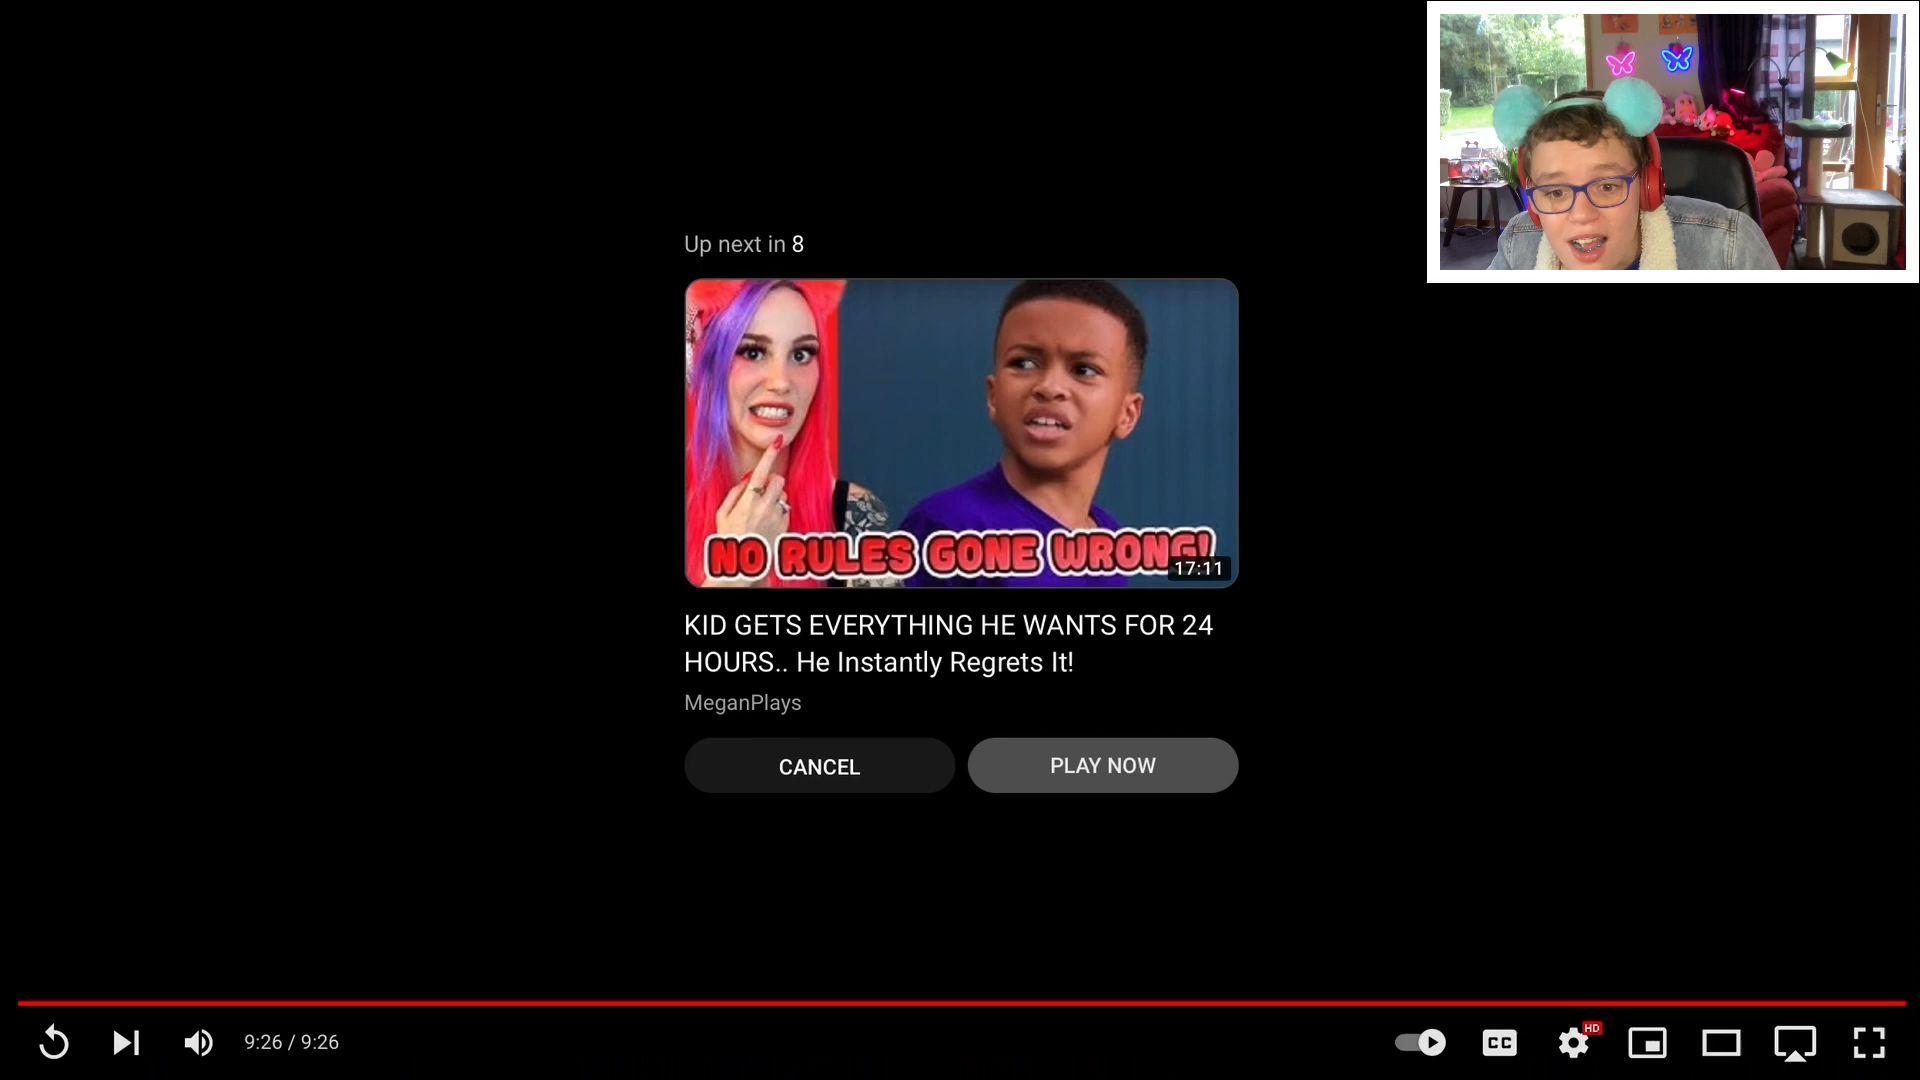 Up next in 8
NO RULES GONE WRONG!
17:11
KID GETS EVERYTHING HE WANTS FOR 24
HOURS.. He Instantly Regrets It!
MeganPlays
CANCEL
PLAY NOW
9:26 / 9:26
CC
HD